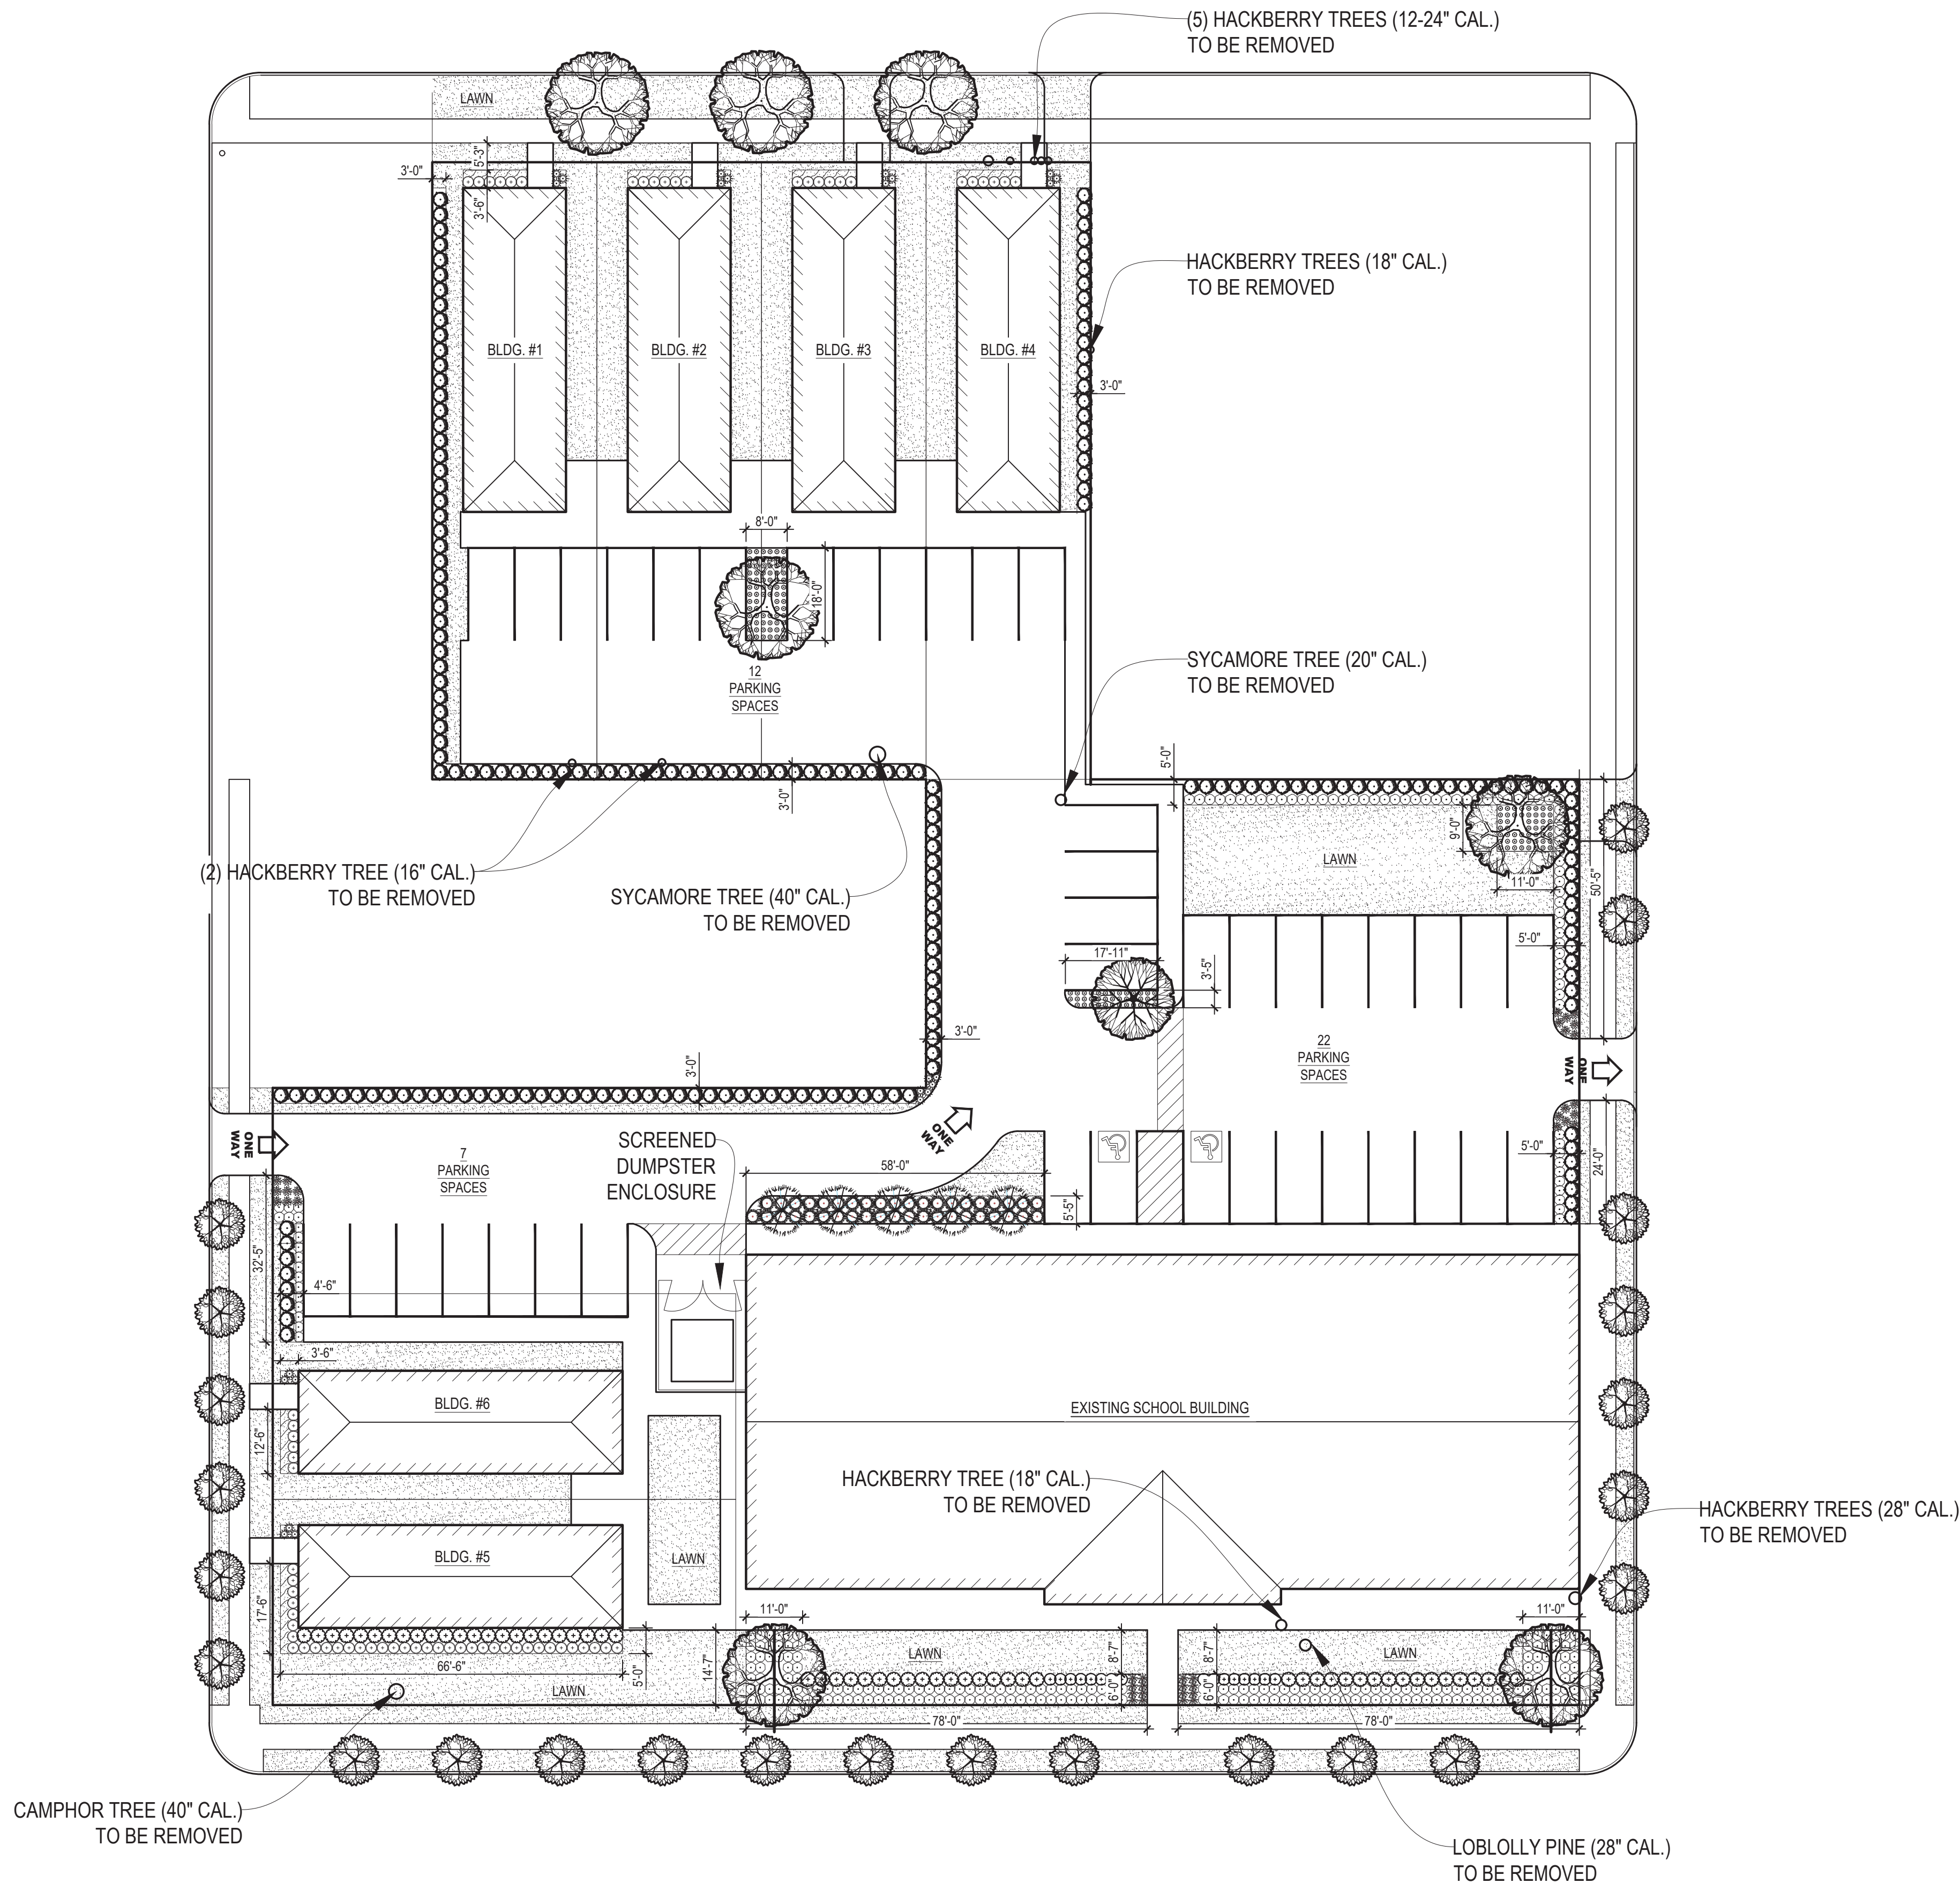 (5) HACKBERRY TREES (12-24" CAL.)
TO BE REMOVED
LAWN
5'-3"
3'-0"
3'-6"
HACKBERRY TREES (18" CAL.)
TO BE REMOVED
BLDG. #1
BLDG. #2
BLDG. #3
BLDG. #4
3'-0"
8'-0"
18'-0"
12
PARKING
SPACES
SYCAMORE TREE (20" CAL.)
TO BE REMOVED
3'-0"
5'-0"
9'-0"
LAWN
11'-0"
50'-5"
(2) HACKBERRY TREE (16" CAL.)
TO BE REMOVED
SYCAMORE TREE (40" CAL.)
TO BE REMOVED
5'-0"
17'-11"
3'-5"
3'-0"
3'-0"
22
PARKING
SPACES
ONE
WAY
ONE
WAY
ONE
WAY
7
PARKING
SPACES
SCREENED
DUMPSTER
ENCLOSURE
58'-0"
5'-5"
5'-0"
24'-0"
32'-5"
4'-6"
3'-6"
BLDG. #6
12'-6"
EXISTING SCHOOL BUILDING
HACKBERRY TREE (18" CAL.)
TO BE REMOVED
HACKBERRY TREES (28" CAL.)
TO BE REMOVED
BLDG. #5
LAWN
17'-6"
11'-0"
11'-0"
66'-6"
5'-0"
14'-7"
LAWN
8'-7"
8'-7"
LAWN
LAWN
6'-0"
6'-0"
78'-0"
78'-0"
CAMPHOR TREE (40" CAL.)
TO BE REMOVED
LOBLOLLY PINE (28" CAL.)
TO BE REMOVED